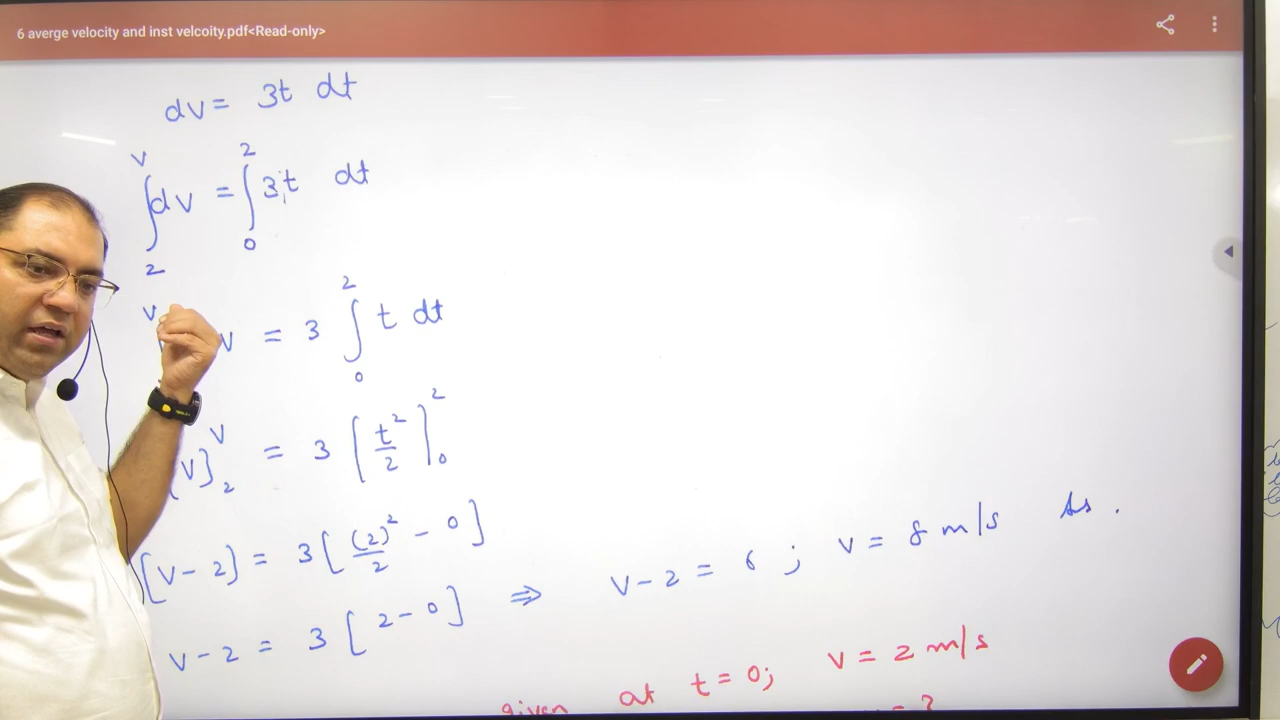 6 averge velocity and inst velcoity.pdf<Read-only>
dv = 3t dt
∫₂ᵛ dv = ∫₀² 3t dt
v v = 3 ∫₀² t dt
[v]₂ᵛ = 3 [t²/2]₀²
[v-2] = 3[(2)²/2 - 0]
v-2 = 3[2-0] ⇒ v-2 = 6 ; v = 8 m/s
given at t = 0; v = 2 m/s
= ?